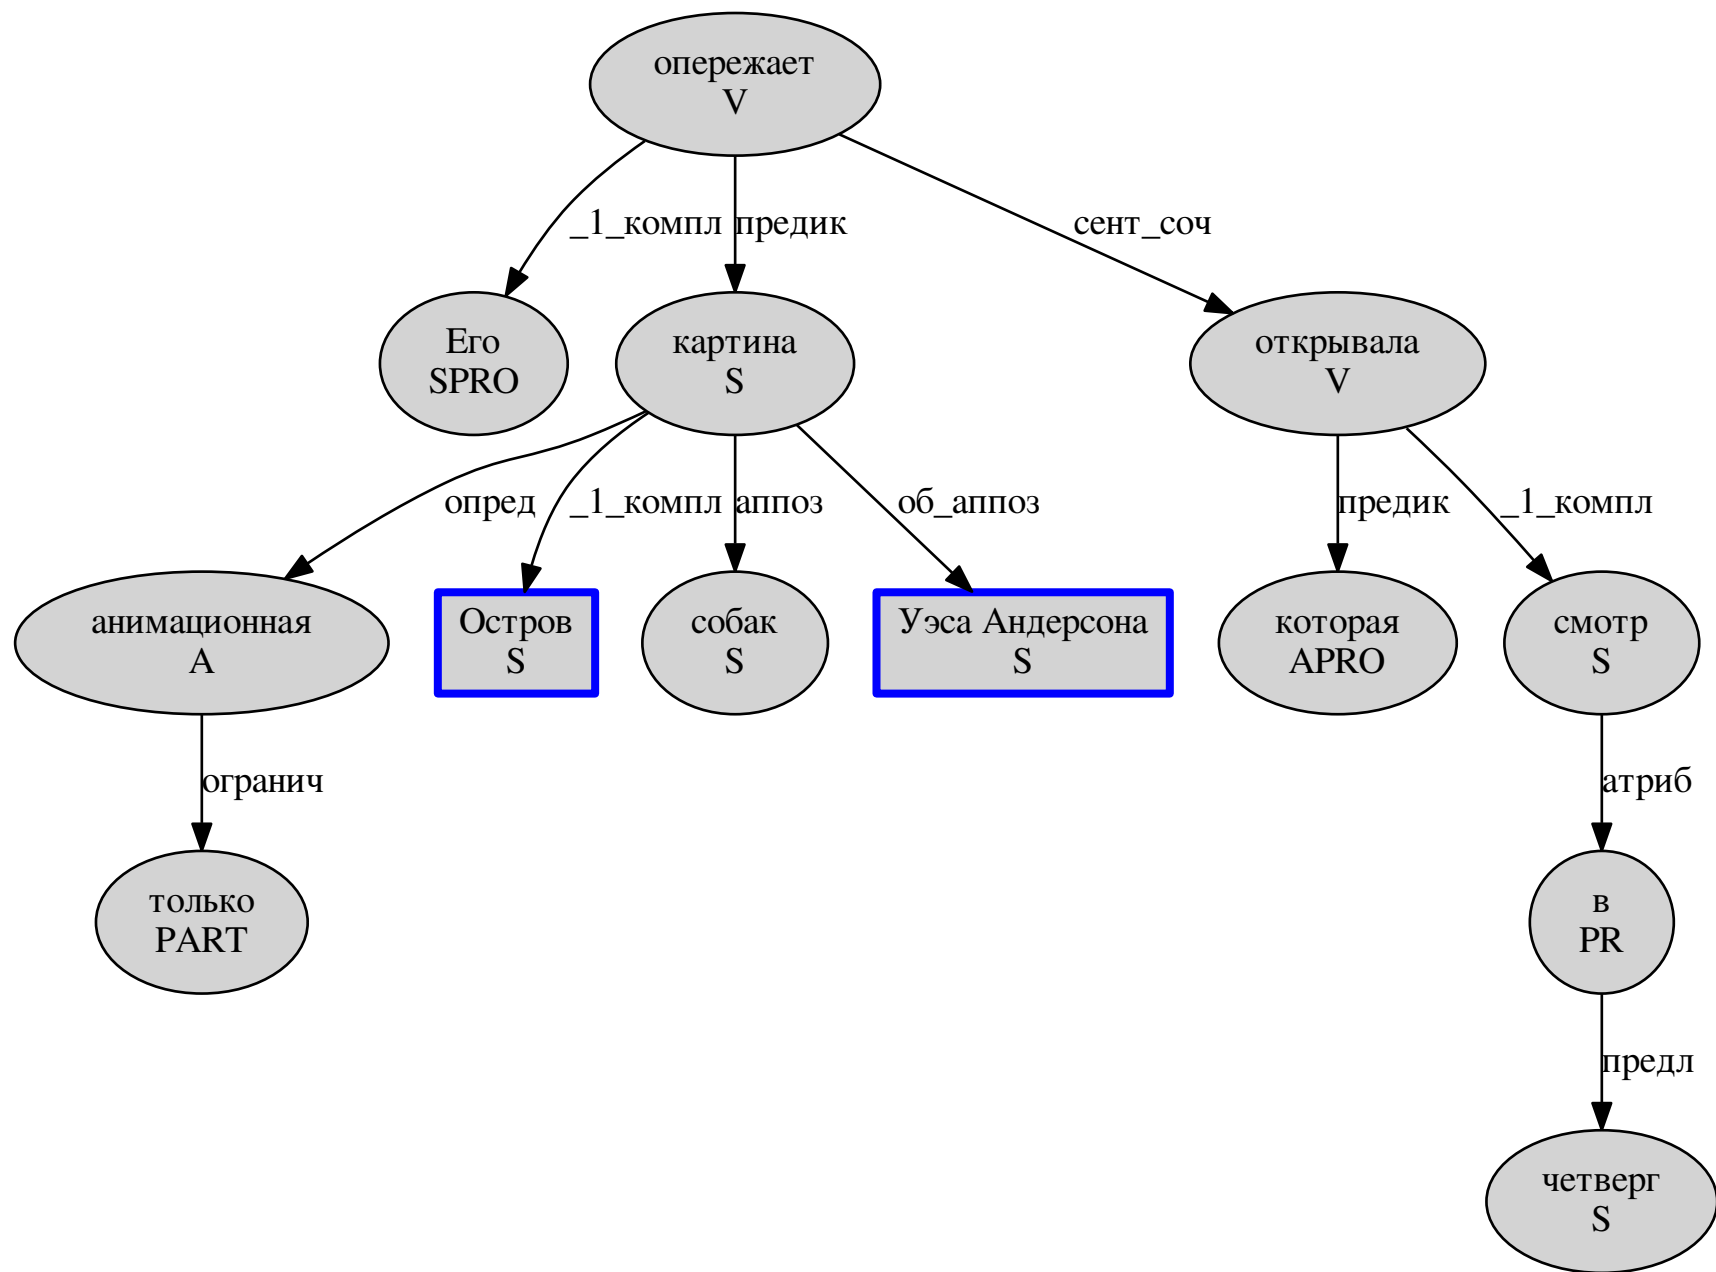 опережает
V
_1_компл
предик
сент_соч
Его
SPRO
картина
S
открывала
V
опред
_1_компл
аппоз
об_аппоз
предик
_1_компл
анимационная
A
Остров
S
собак
S
Уэса Андерсона
S
которая
APRO
смотр
S
огранич
атриб
только
PART
в
PR
предл
четверг
S